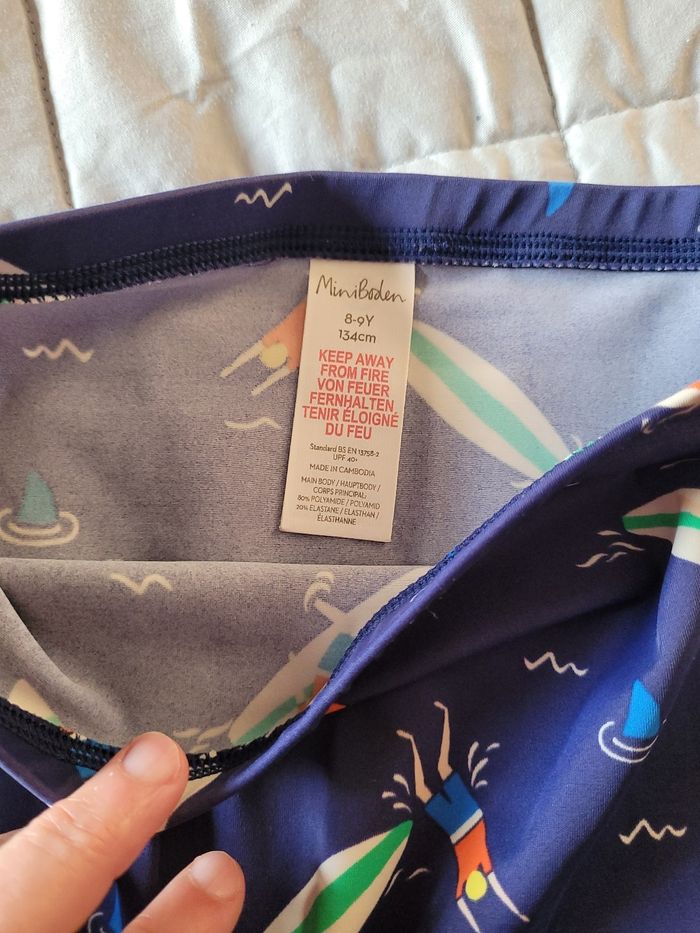 MiniBoden
8-9Y
134cm
KEEP AWAY
FROM FIRE
VON FEUER
FERNHALTEN
TENIR ÉLOIGNÉ
DU FEU
Standard BS EN 13758-2
UPF 40+
MADE IN CAMBODIA
MAIN BODY / HAUPTBODY /
CORPS PRINCIPAL:
80% POLYAMIDE / POLYAMID
20% ELASTANE / ELASTHAN /
ÉLASTHANNE